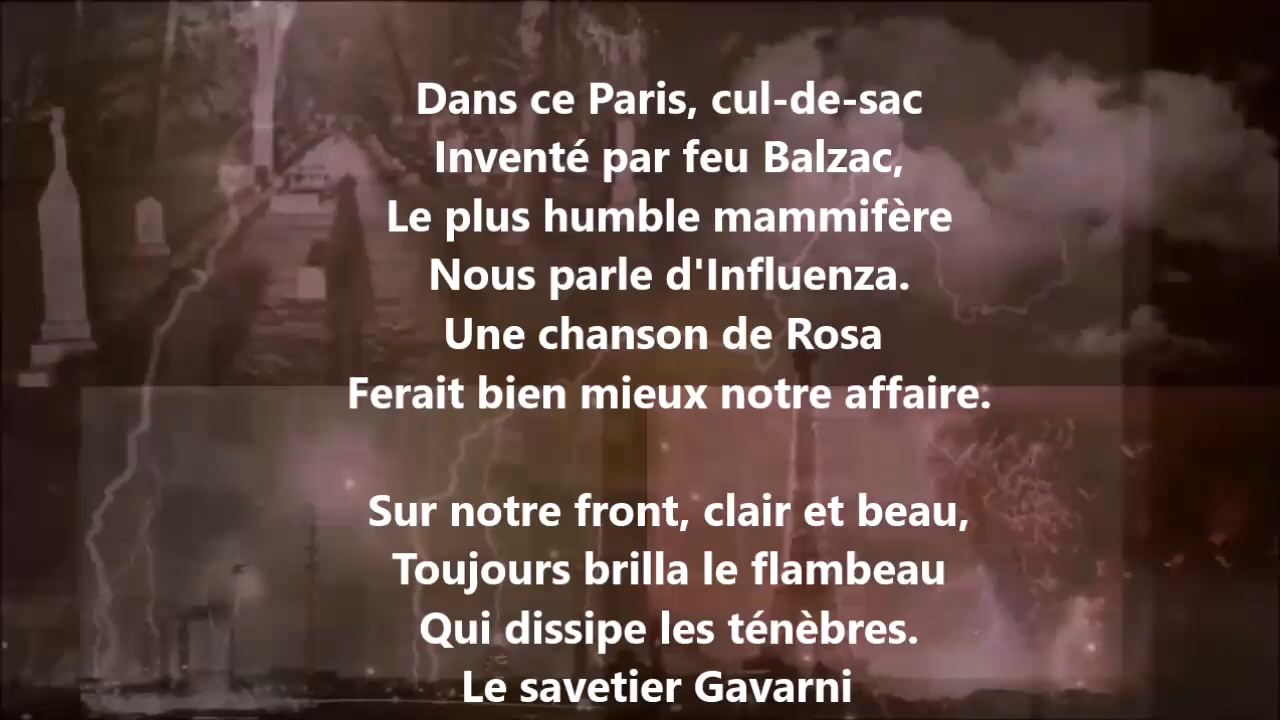 Dans ce Paris, cul-de-sac
Inventé par feu Balzac,
Le plus humble mammifère
Nous parle d'Influenza.
Une chanson de Rosa
Ferait bien mieux notre affaire.
Sur notre front, clair et beau,
Toujours brilla le flambeau
Qui dissipe les ténèbres.
Le savetier Gavarni